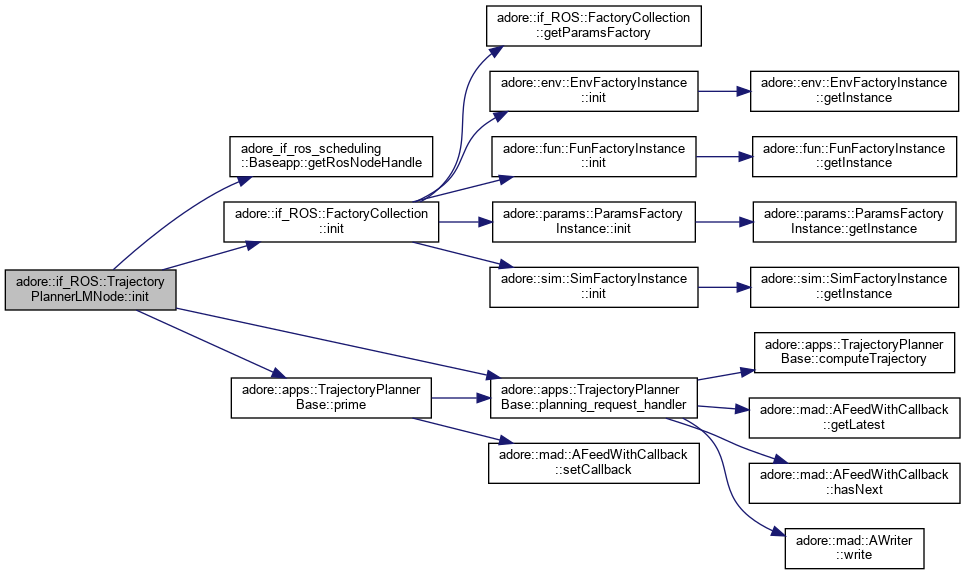 adore::if_ROS::FactoryCollection
::getParamsFactory
adore::env::EnvFactoryInstance
::init
adore::env::EnvFactoryInstance
::getInstance
adore_if_ros_scheduling
::Baseapp::getRosNodeHandle
adore::fun::FunFactoryInstance
::init
adore::fun::FunFactoryInstance
::getInstance
adore::if_ROS::FactoryCollection
::init
adore::params::ParamsFactory
Instance::init
adore::params::ParamsFactory
Instance::getInstance
adore::if_ROS::Trajectory
PlannerLMNode::init
adore::sim::SimFactoryInstance
::init
adore::sim::SimFactoryInstance
::getInstance
adore::apps::TrajectoryPlanner
Base::prime
adore::apps::TrajectoryPlanner
Base::planning_request_handler
adore::apps::TrajectoryPlanner
Base::computeTrajectory
adore::mad::AFeedWithCallback
::getLatest
adore::mad::AFeedWithCallback
::setCallback
adore::mad::AFeedWithCallback
::hasNext
adore::mad::AWriter
::write